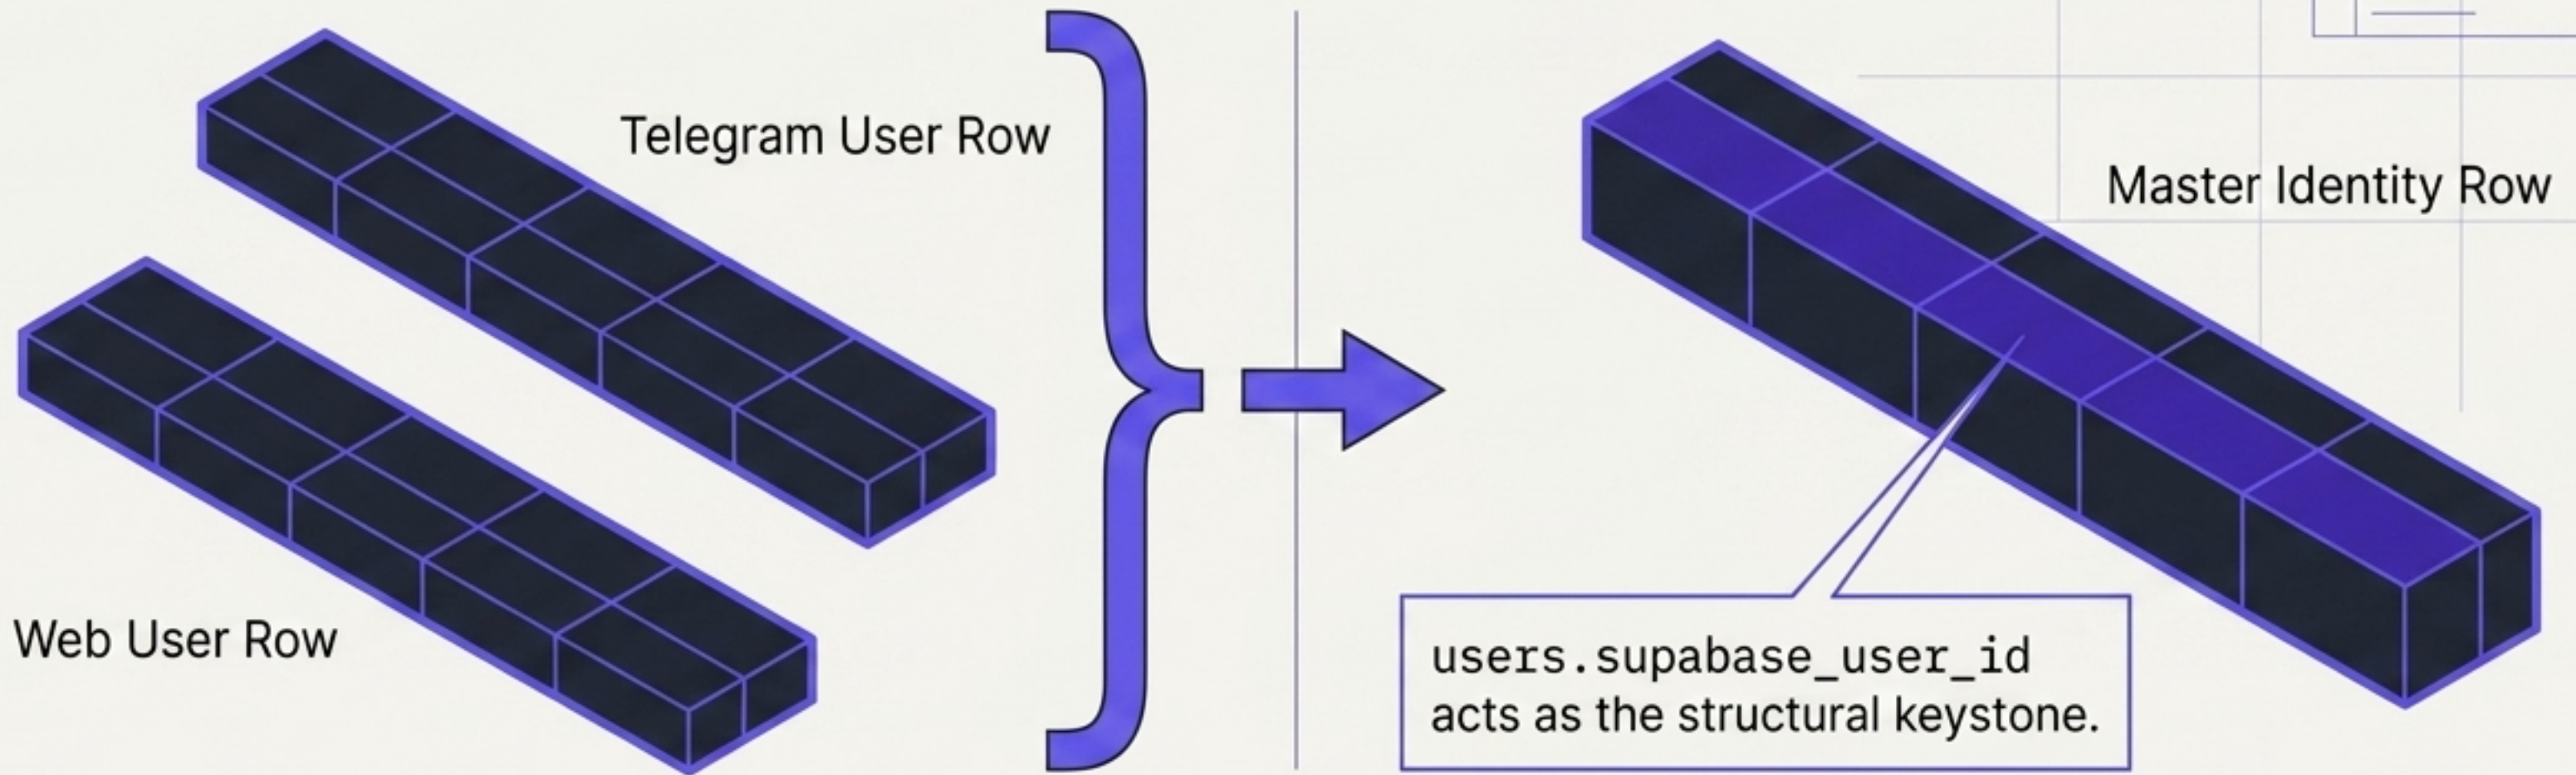 Telegram User Row
Web User Row
Master Identity Row
users.supabase_user_id
acts as the structural keystone.